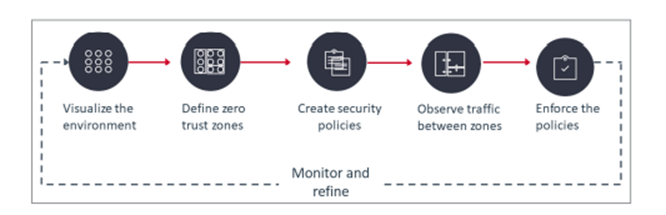 Visualize the
environment
Define zero
trust zones
Create security
policies
Observe traffic
between zones
Enforce the
policies
Monitor and
refine